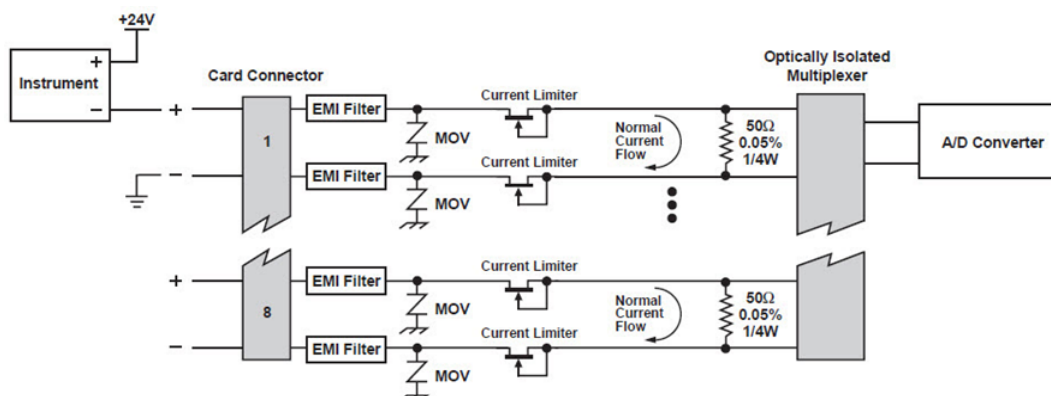 +24V
Instrument
+
−
Card Connector
Optically Isolated
Multiplexer
+
1
−
EMI Filter
EMI Filter
MOV
MOV
Current Limiter
Current Limiter
Normal
Current
Flow
50Ω
0.05%
1/4W
A/D Converter
+
8
−
EMI Filter
EMI Filter
MOV
MOV
Current Limiter
Current Limiter
Normal
Current
Flow
50Ω
0.05%
1/4W